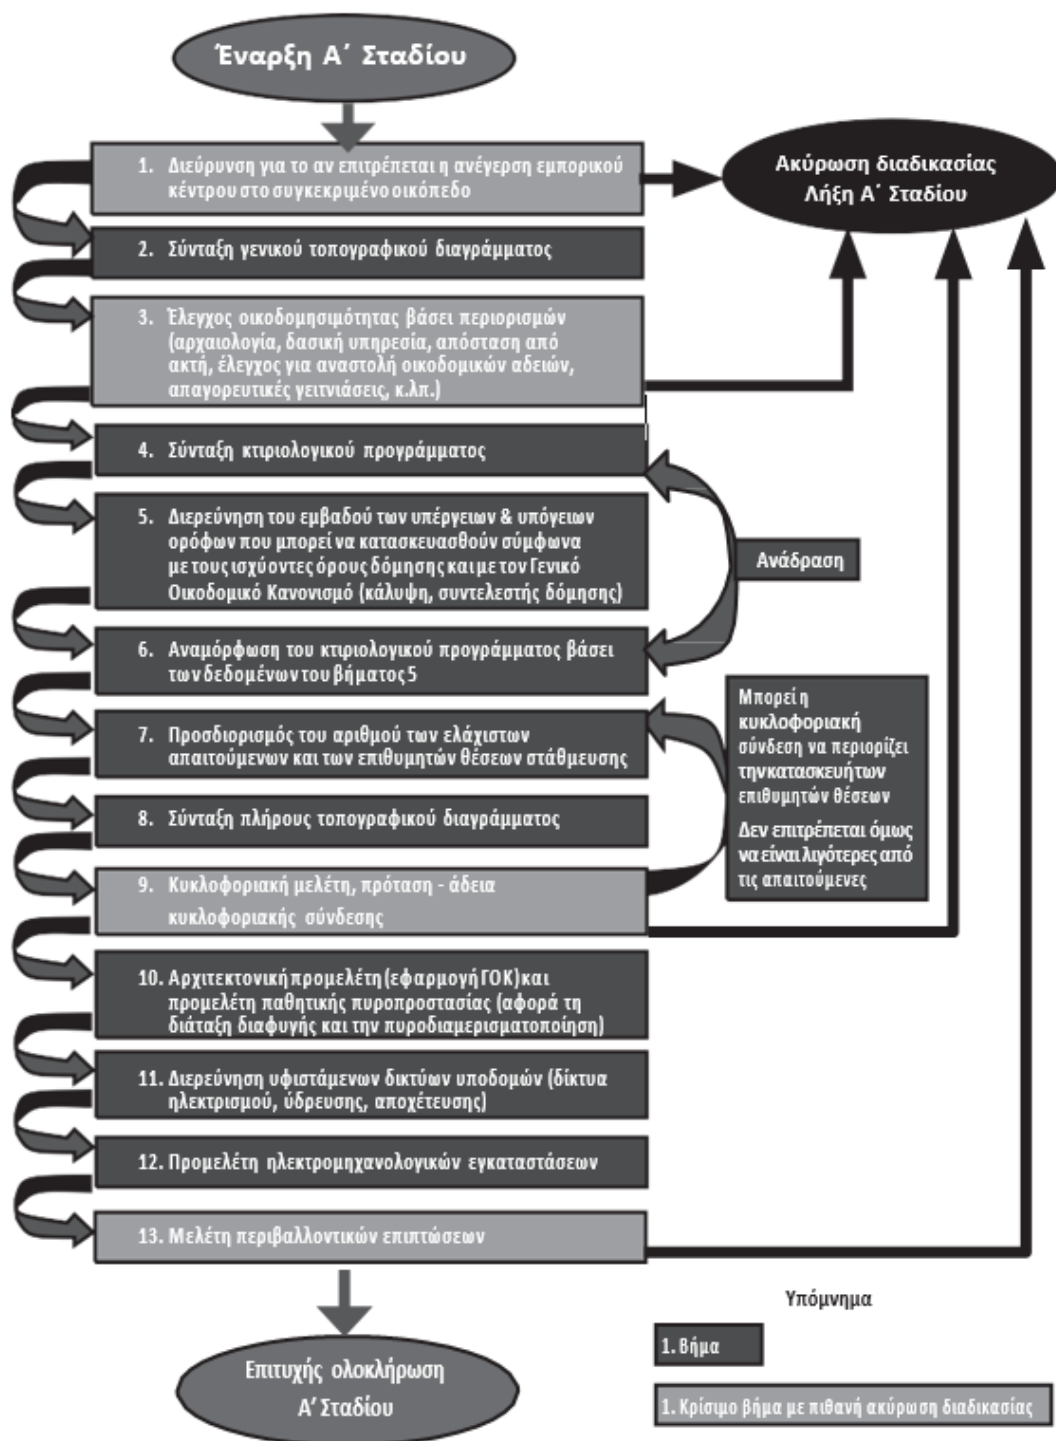 Έναρξη Α΄ Σταδίου
1. Διεύρυνση για το αν επιτρέπεται η ανέγερση εμπορικού
κέντρου στο συγκεκριμένο οικόπεδο
Ακύρωση διαδικασίας
Λήξη Α΄ Σταδίου
2. Σύνταξη γενικού τοπογραφικού διαγράμματος
3. Έλεγχος οικοδομησιμότητας βάσει περιορισμών
(αρχαιολογία, δασική υπηρεσία, απόσταση από
ακτή, έλεγχος για αναστολή οικοδομικών αδειών,
απαγορευτικές γειτνιάσεις, κ.λπ.)
4. Σύνταξη κτιριολογικού προγράμματος
5. Διερεύνηση του εμβαδού των υπέργειων & υπόγειων
ορόφων που μπορεί να κατασκευασθούν σύμφωνα
με τους ισχύοντες όρους δόμησης και με τον Γενικό
Οικοδομικό Κανονισμό (κάλυψη, συντελεστής δόμησης)
Ανάδραση
6. Αναμόρφωση του κτιριολογικού προγράμματος βάσει
των δεδομένων του βήματος 5
7. Προσδιορισμός του αριθμού των ελάχιστων
απαιτούμενων και των επιθυμητών θέσεων στάθμευσης
Μπορεί η
κυκλοφοριακή
σύνδεση να περιορίζει
την κατασκευή των
επιθυμητών θέσεων
Δεν επιτρέπεται όμως
να είναι λιγότερες από
τις απαιτούμενες
8. Σύνταξη πλήρους τοπογραφικού διαγράμματος
9. Κυκλοφοριακή μελέτη, πρόταση - άδεια
κυκλοφοριακής σύνδεσης
10. Αρχιτεκτονική προμελέτη (εφαρμογή ΓΟΚ) και
προμελέτη παθητικής πυροπροστασίας (αφορά τη
διάταξη διαφυγής και την πυροδιαμερισματοποίηση)
11. Διερεύνηση υφιστάμενων δικτύων υποδομών (δίκτυα
ηλεκτρισμού, ύδρευσης, αποχέτευσης)
12. Προμελέτη ηλεκτρομηχανολογικών εγκαταστάσεων
13. Μελέτη περιβαλλοντικών επιπτώσεων
Επιτυχής ολοκλήρωση
Α΄ Σταδίου
Υπόμνημα
1. Βήμα
1. Κρίσιμο βήμα με πιθανή ακύρωση διαδικασίας